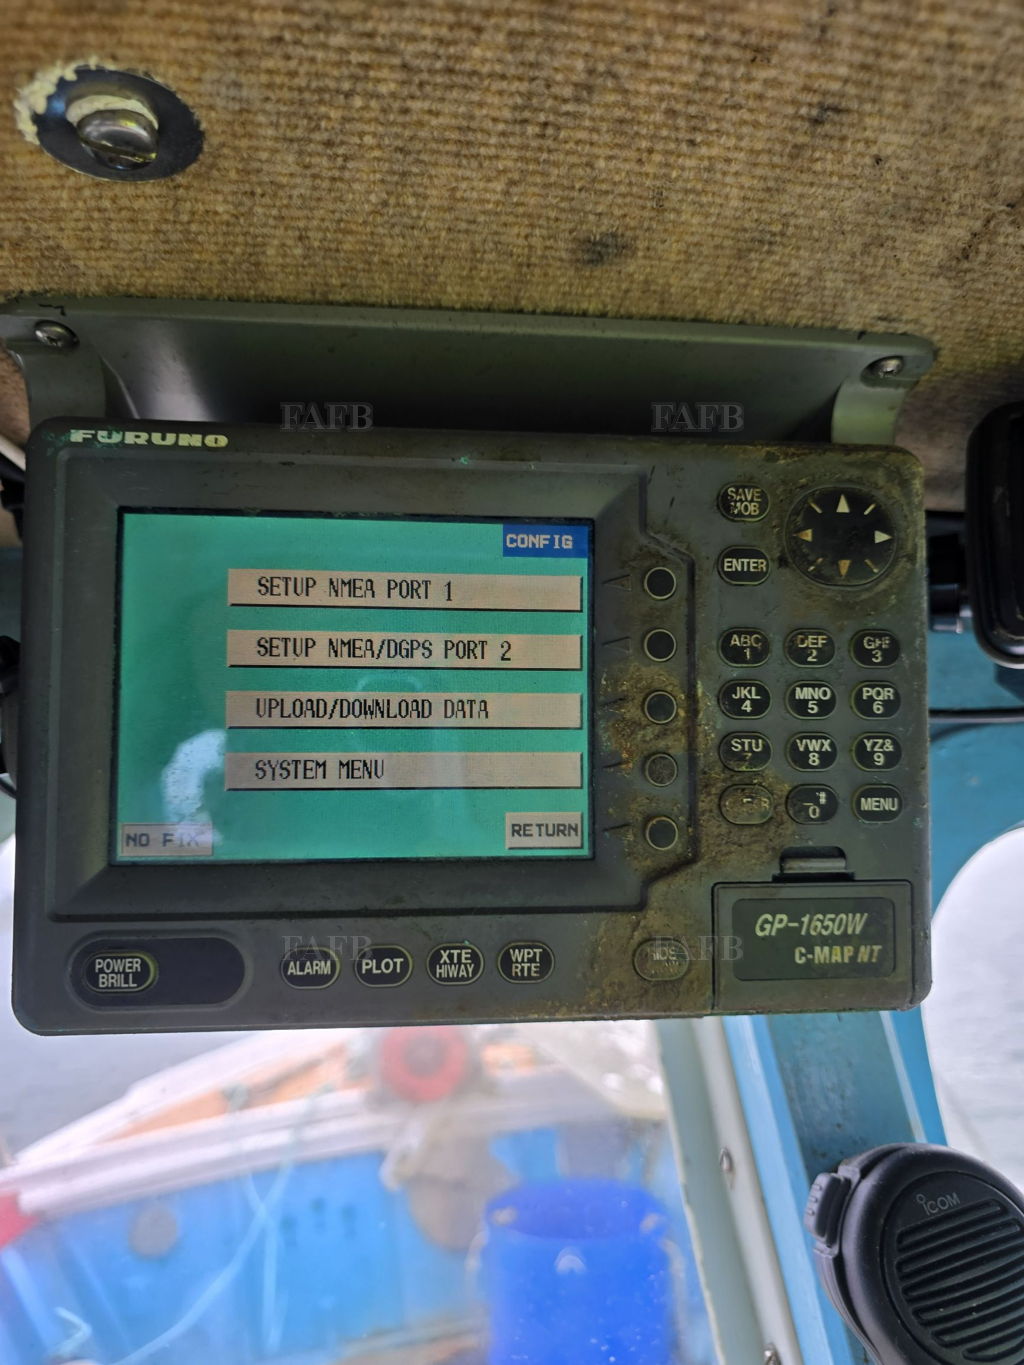 FAFB FAFB
FURUNO
CONFIG
SETUP NMEA PORT 1
SETUP NMEA/DGPS PORT 2
UPLOAD/DOWNLOAD DATA
SYSTEM MENU
NO FIX
RETURN
SAVE
MOB
ENTER
ABC
1
DEF
2
GHI
3
JKL
4
MNO
5
PQR
6
STU
7
VWX
8
YZ&
9
_'#
0
MENU
GP-1650W
C-MAP NT
POWER
BRILL
ALARM
PLOT
XTE
HIWAY
WPT
RTE
FAFB FAFB
ICOM